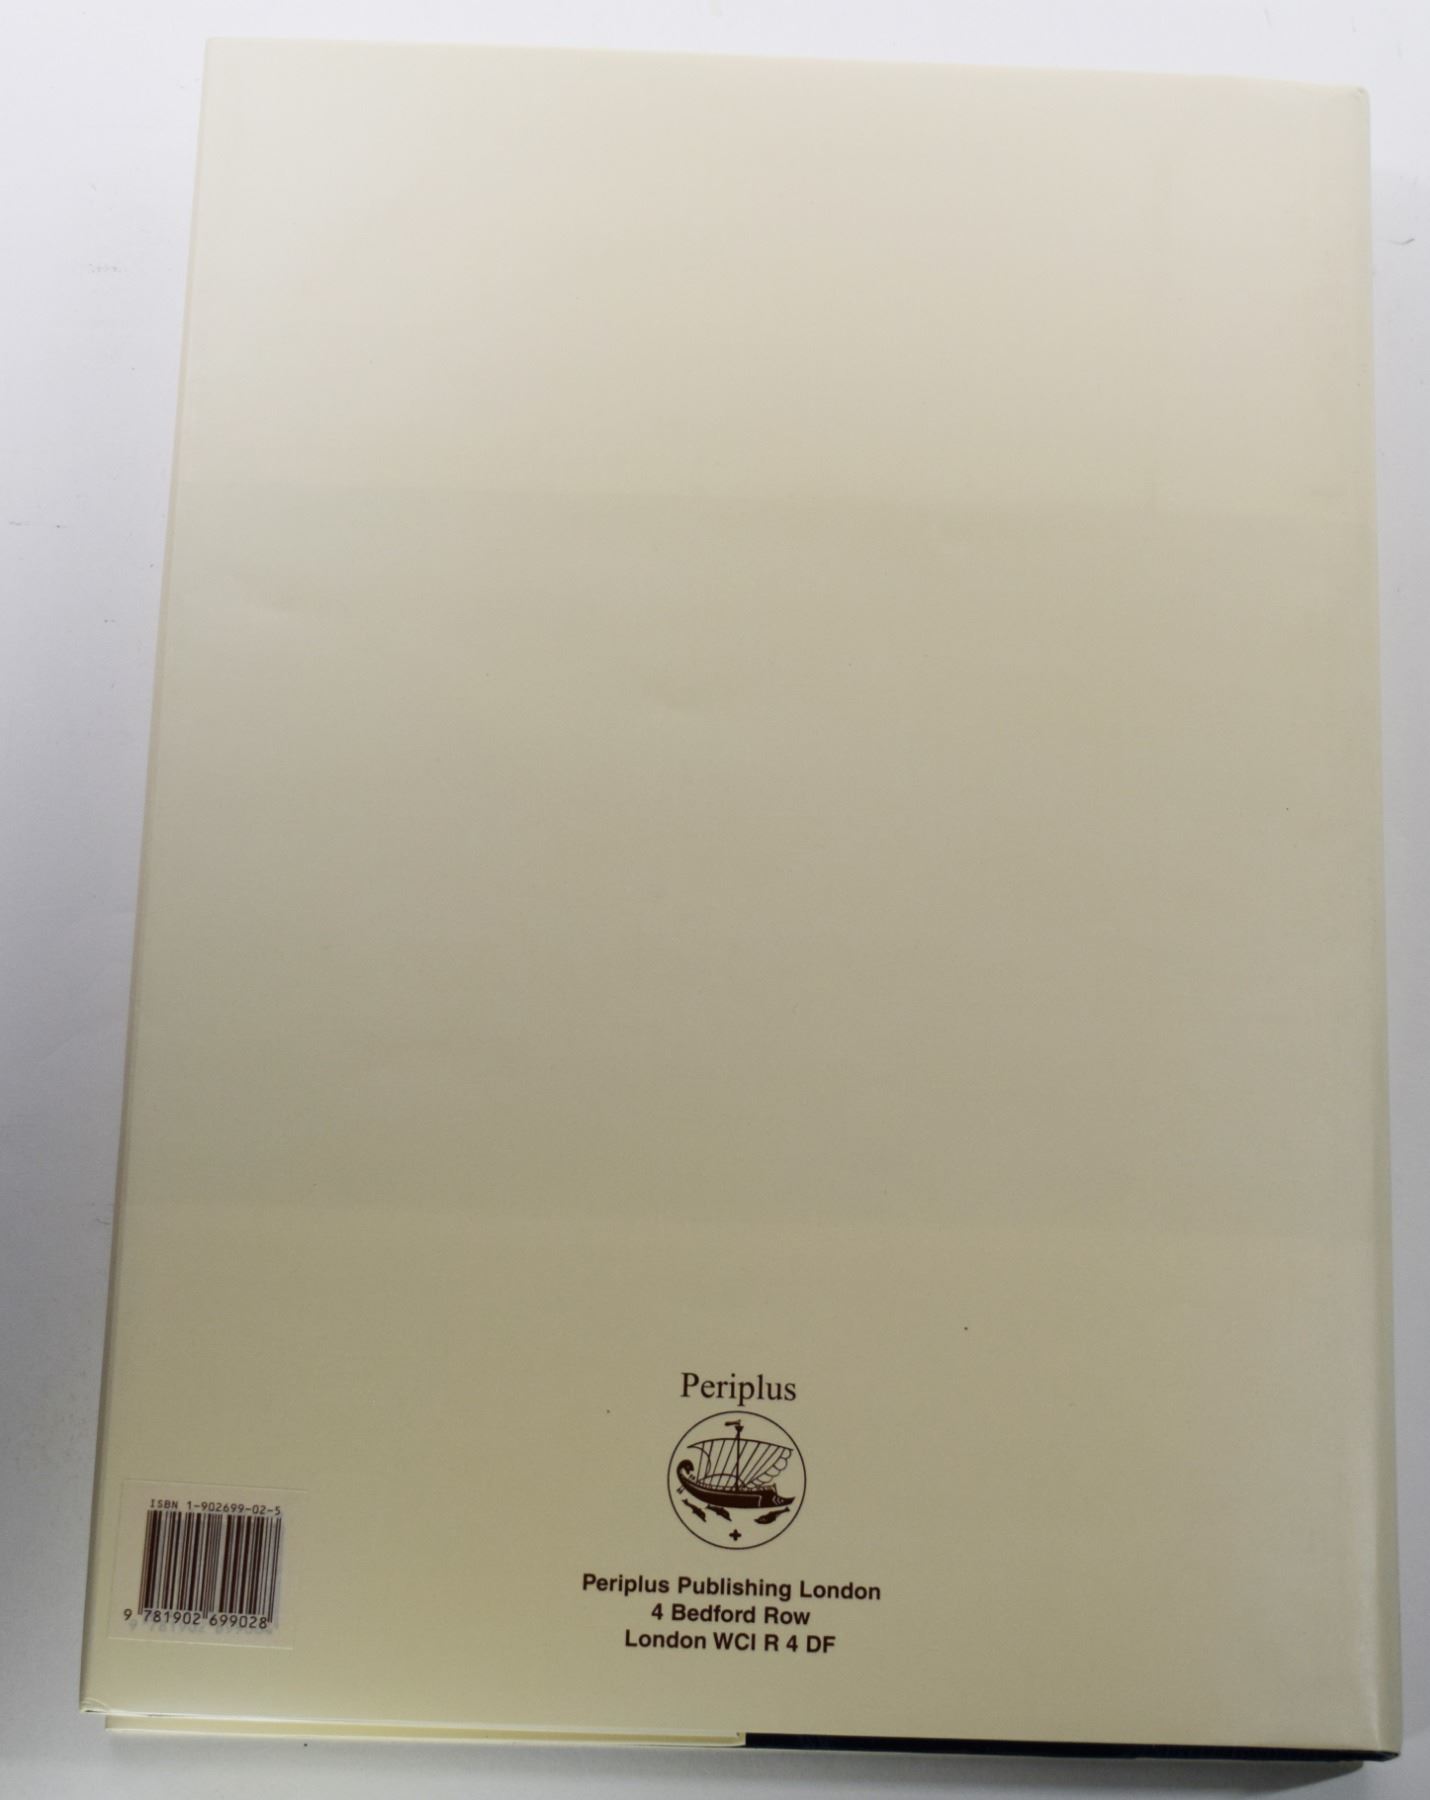 Periplus
ISBN 1-902699-02-5
9 781902 699028
Periplus Publishing London
4 Bedford Row
London WCI R 4 DF